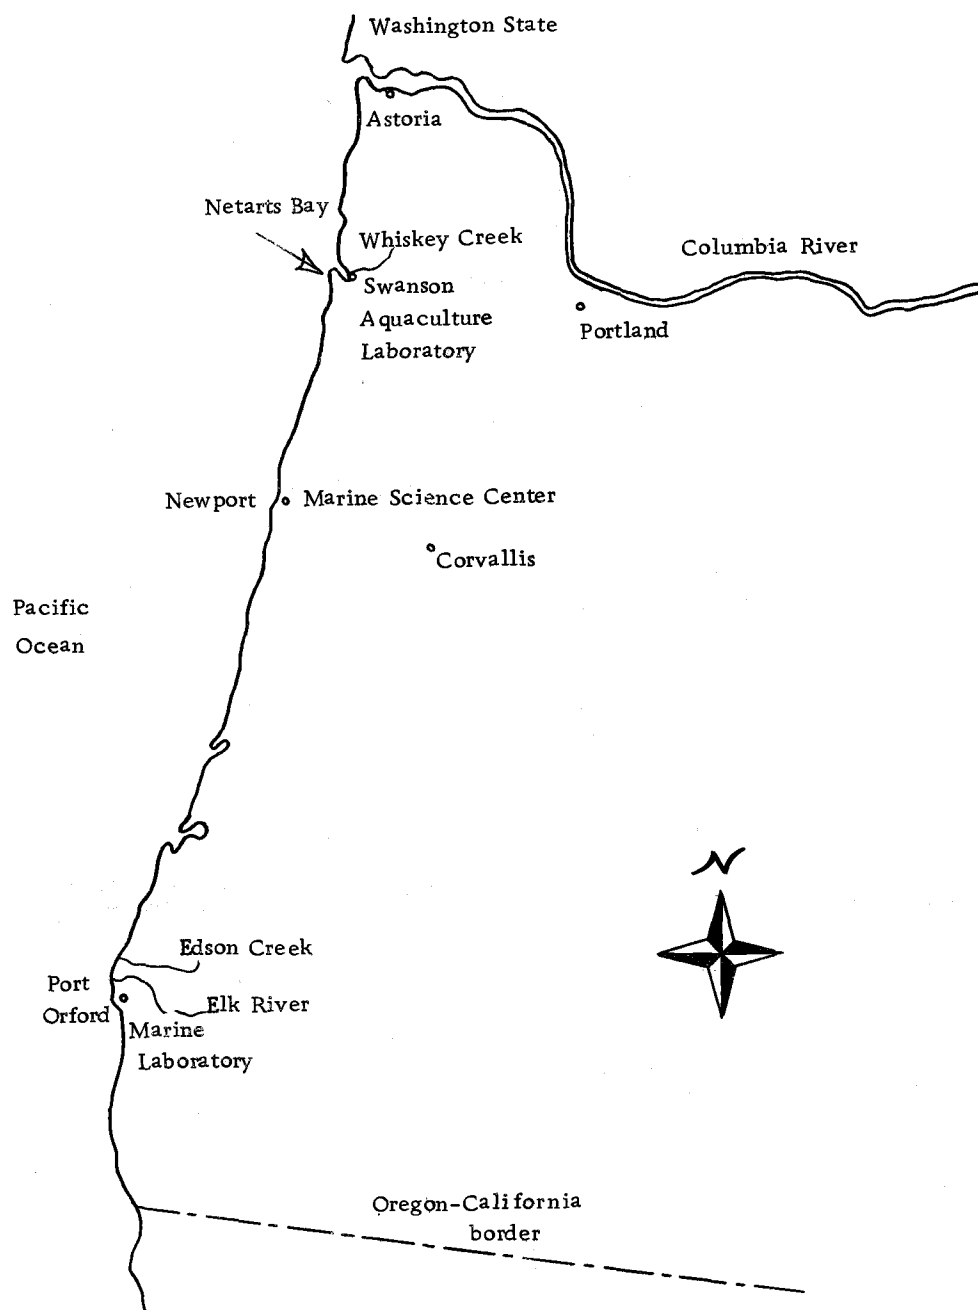 Washington State
Astoria
Netarts Bay
Whiskey Creek
Columbia River
Swanson
Aquaculture
Laboratory
Portland
Newport
Marine Science Center
Corvallis
Pacific
Ocean
N
Edson Creek
Port
Orford
Elk River
Marine
Laboratory
Oregon-California
border